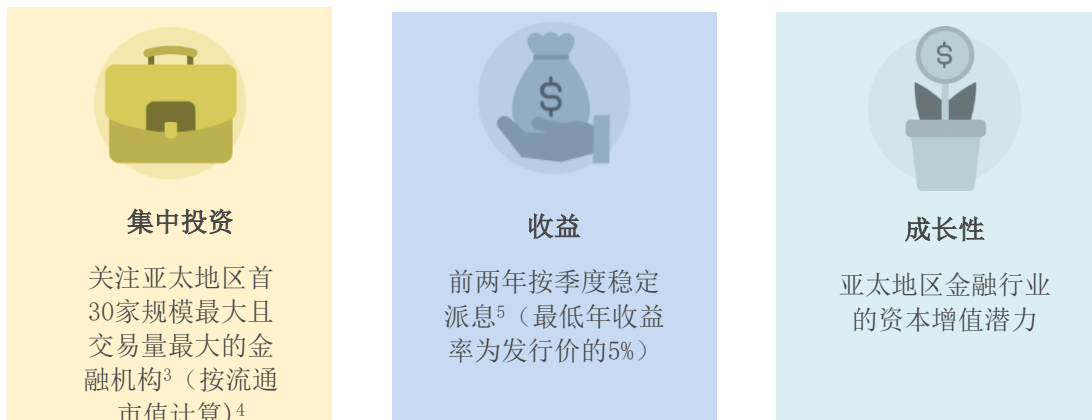 $
$
集中投资
收益
成长性
关注亚太地区首
30家规模最大且
交易量最大的金
融机构³（按流通
市值计算)⁴
前两年按季度稳定
派息⁵（最低年收益
率为发行价的5%）
亚太地区金融行业
的资本增值潜力